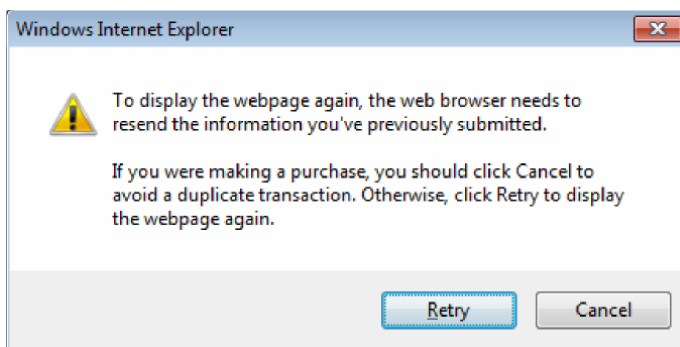 Windows Internet Explorer
To display the webpage again, the web browser needs to
resend the information you've previously submitted.
If you were making a purchase, you should click Cancel to
avoid a duplicate transaction. Otherwise, click Retry to display
the webpage again.
Retry
Cancel